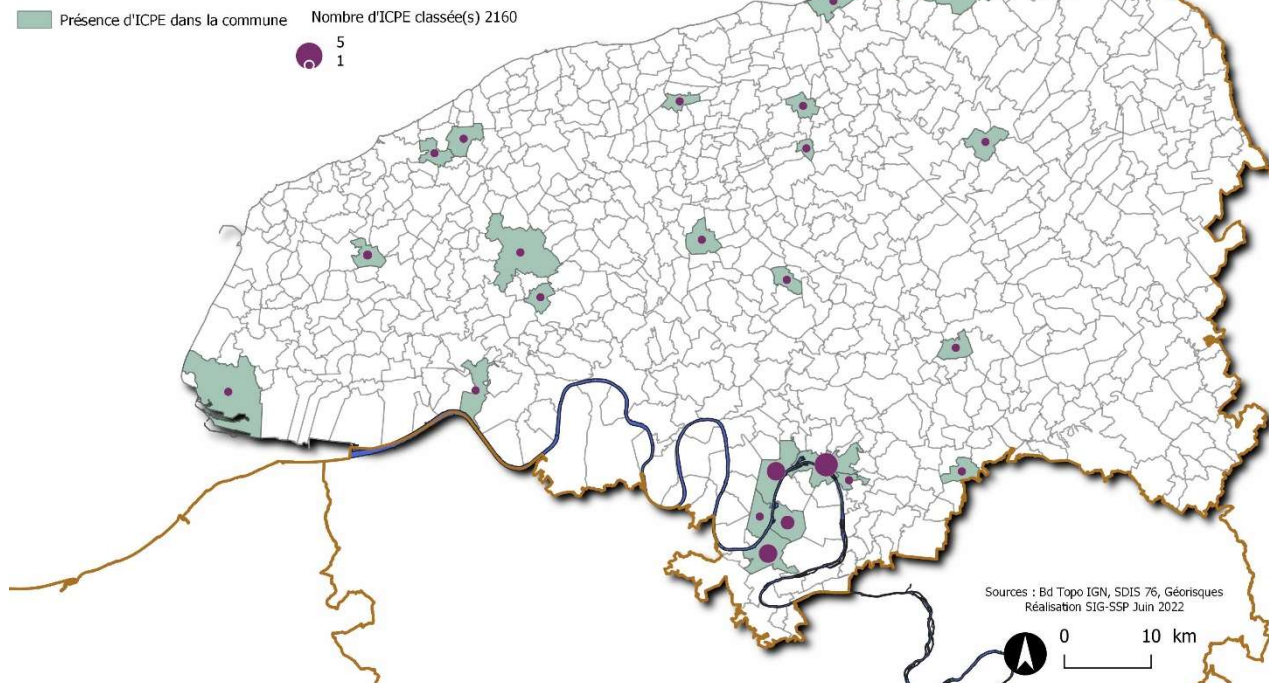 Présence d'ICPE dans la commune
Nombre d'ICPE classée(s) 2160
5
1
Sources : Bd Topo IGN, SDIS 76, Géorisques
Réalisation SIG-SSP Juin 2022
0 10 km